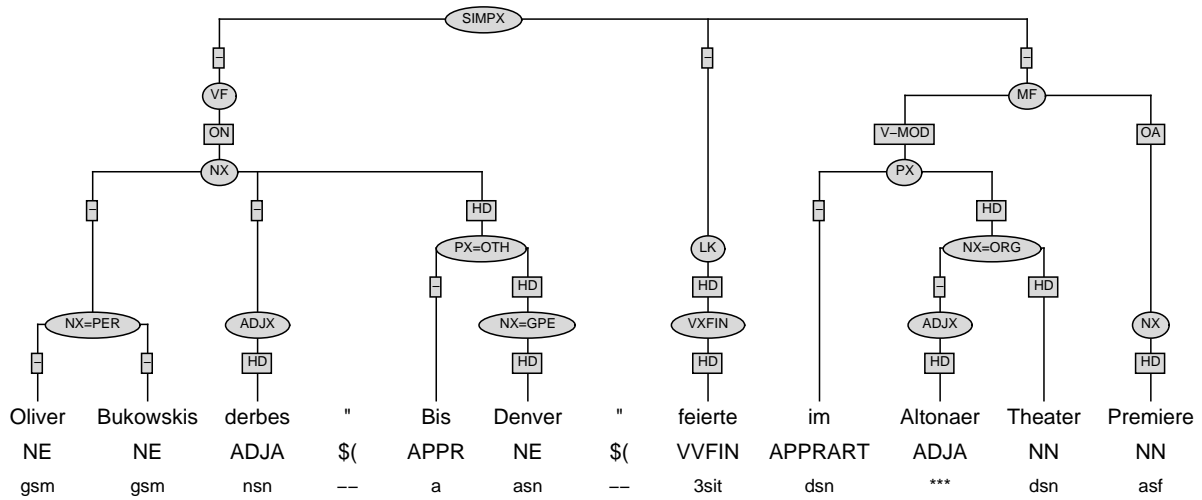 SIMPX
– – –
VF MF
ON V–MOD OA
NX PX
– – HD – HD
PX=OTH LK NX=ORG
– HD HD – HD
NX=PER ADJX NX=GPE VXFIN ADJX NX
– – HD HD HD HD HD
Oliver Bukowskis derbes " Bis Denver " feierte im Altonaer Theater Premiere
NE NE ADJA $( APPR NE $( VVFIN APPRART ADJA NN NN
gsm gsm nsn –– a asn –– 3sit dsn *** dsn asf